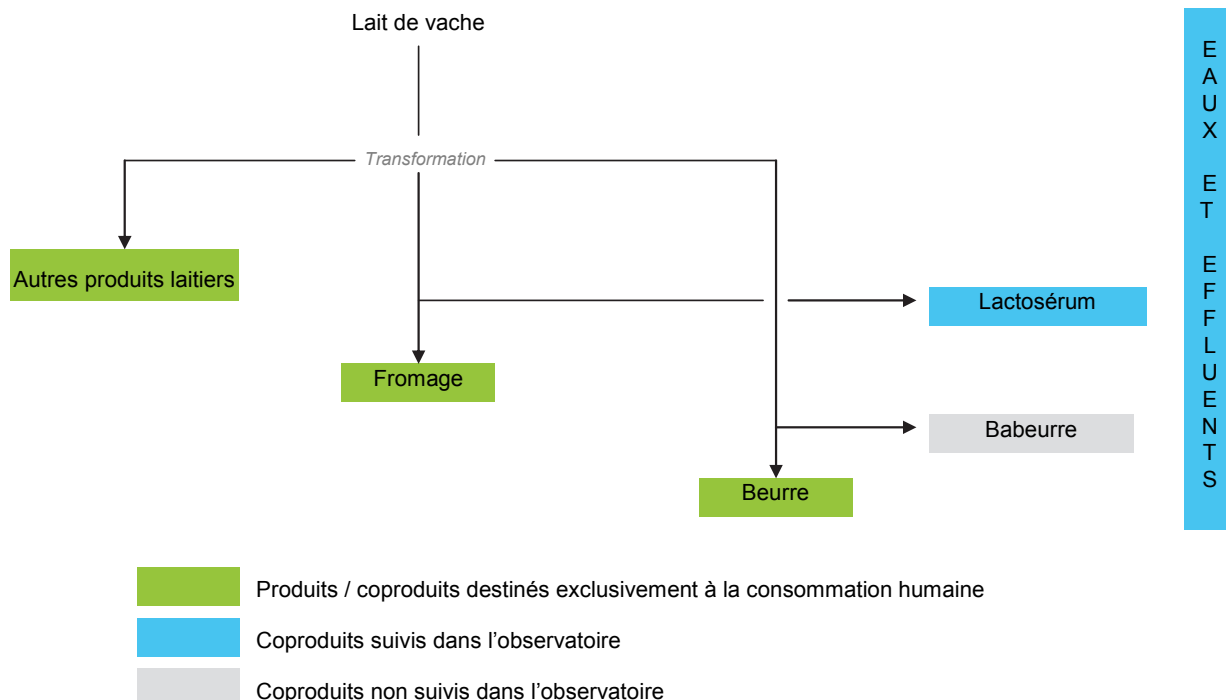 Lait de vache
Transformation
Autres produits laitiers
Lactosérum
Fromage
Babeurre
Beurre
EAUX ET EFFLUENTS
Produits / coproduits destinés exclusivement à la consommation humaine
Coproduits suivis dans l’observatoire
Coproduits non suivis dans l’observatoire